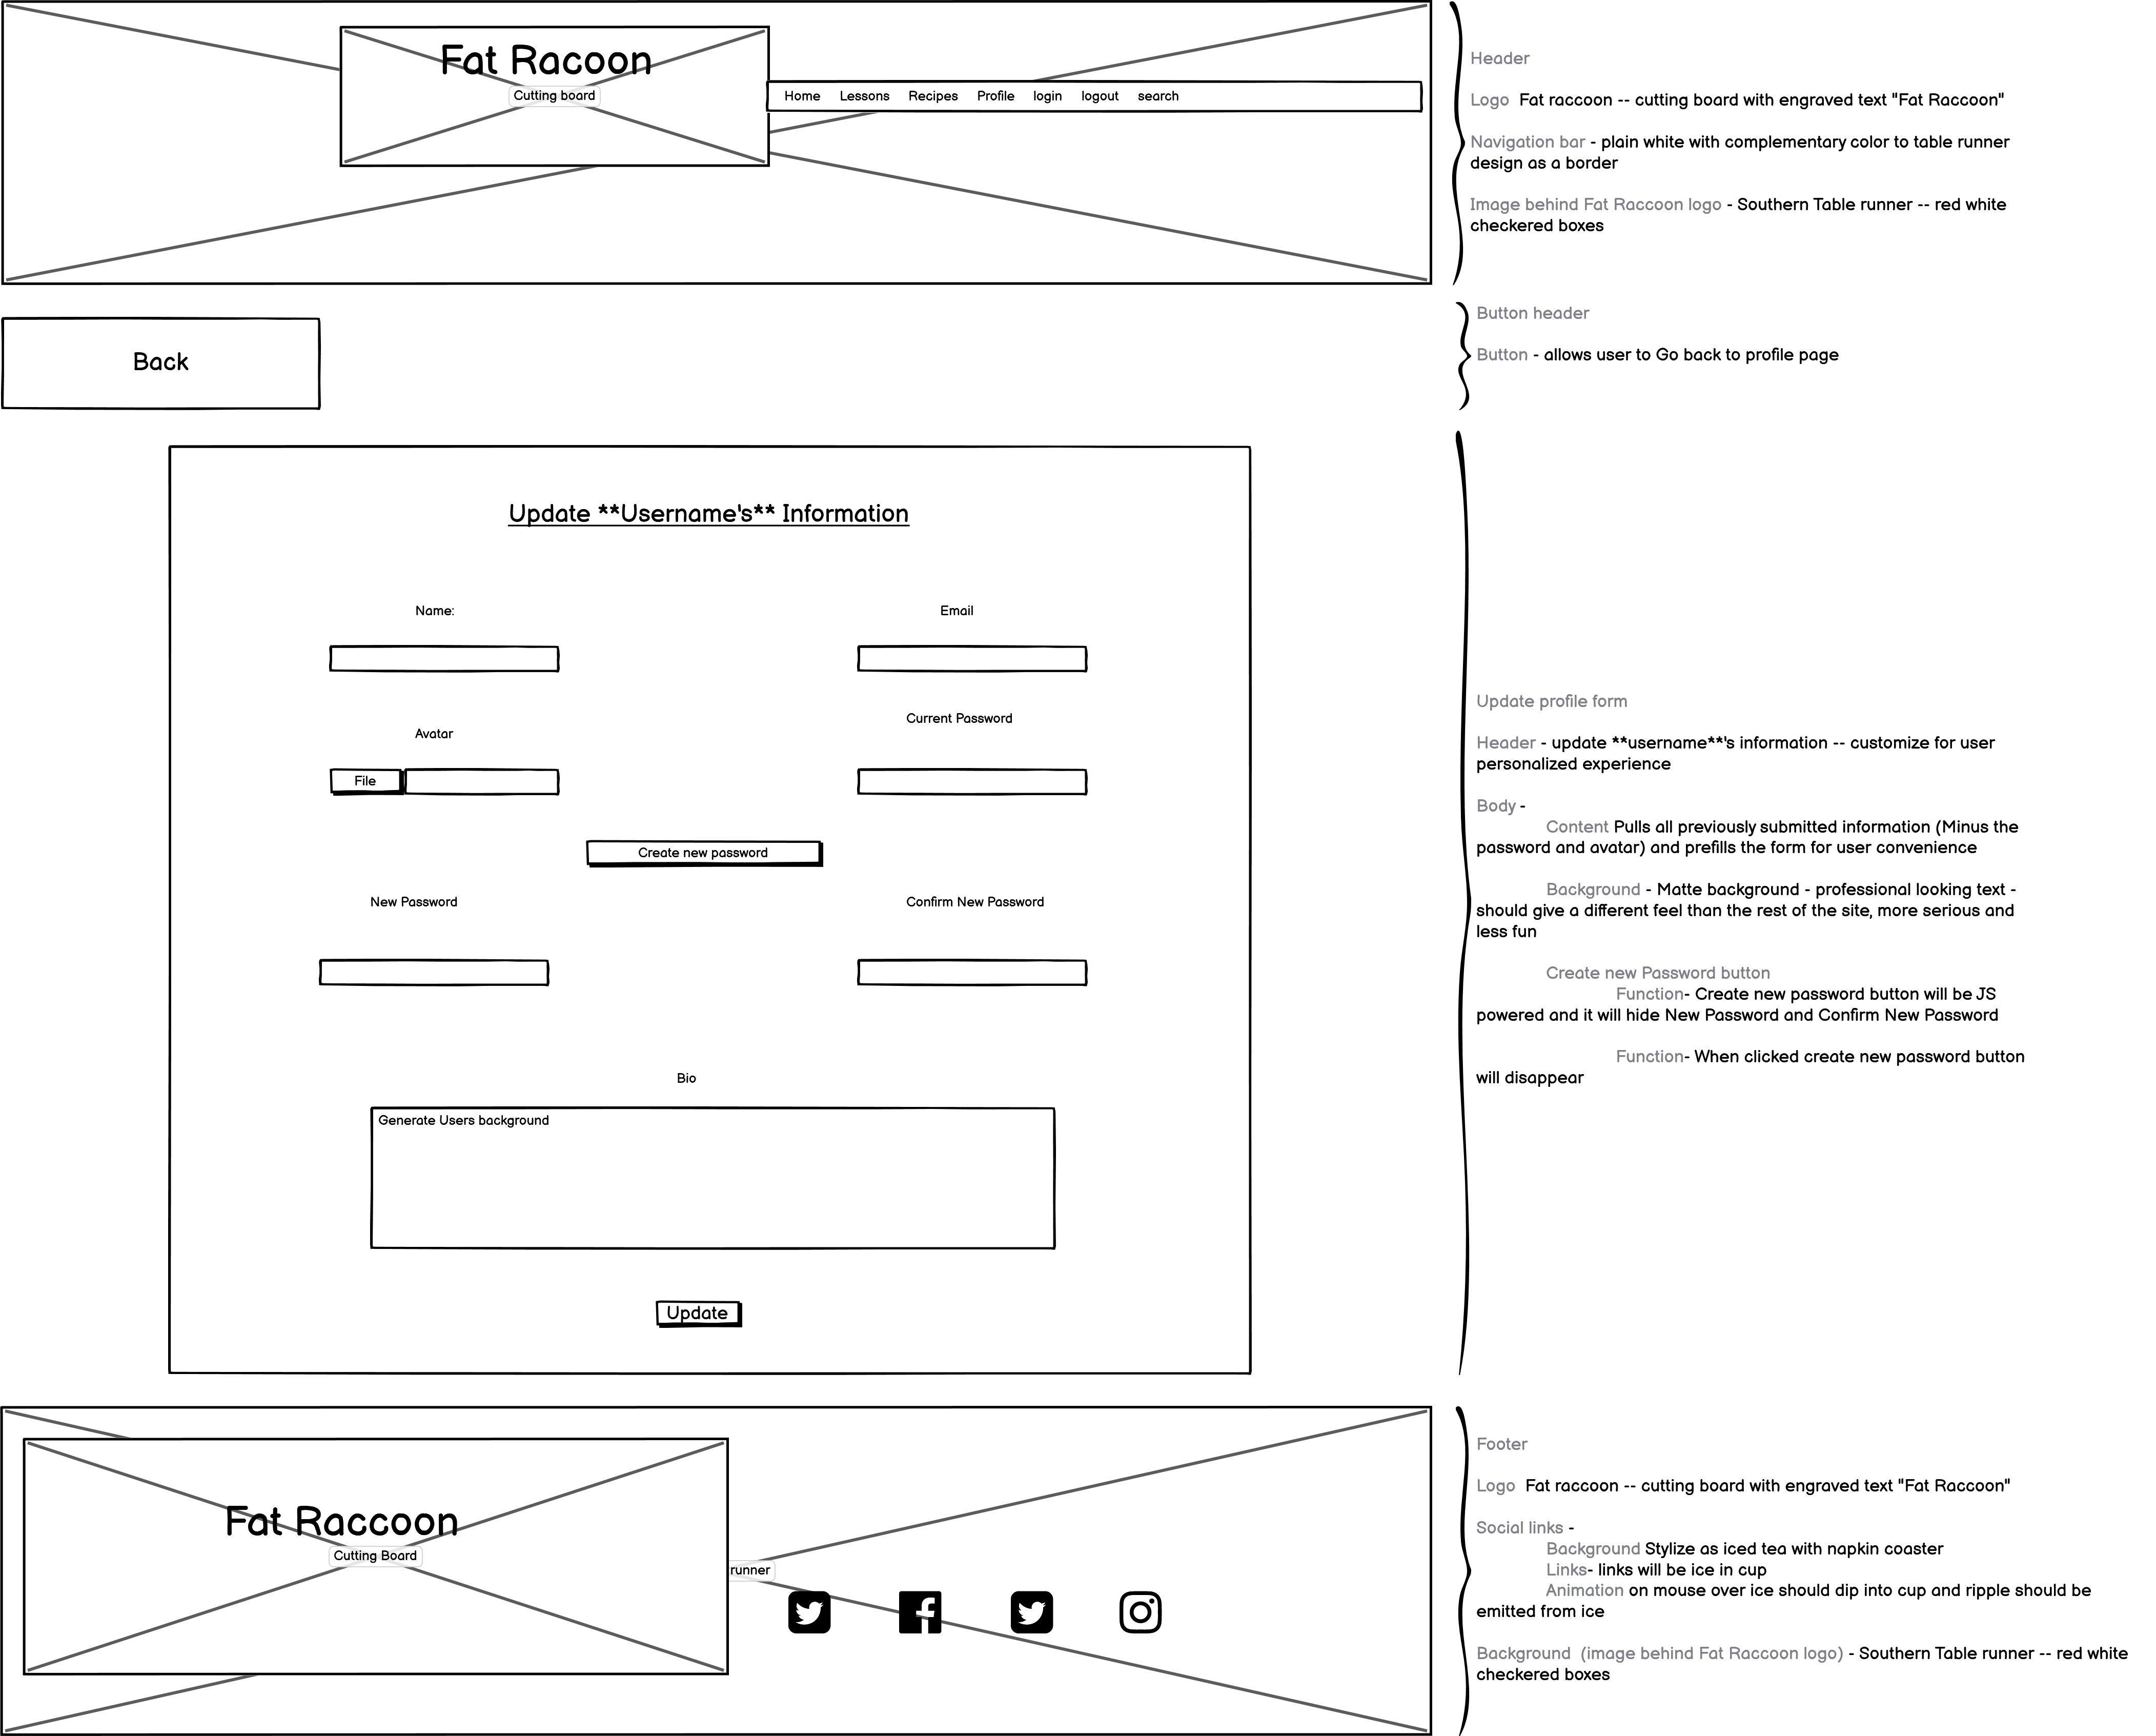 Fat Racoon
Cutting board
Home Lessons Recipes Profile login logout search
Header
Logo Fat raccoon -- cutting board with engraved text "Fat Raccoon"
Navigation bar - plain white with complementary color to table runner
design as a border
Image behind Fat Raccoon logo - Southern Table runner -- red white
checkered boxes
Back
Button header
Button - allows user to Go back to profile page
Update **Username's** Information
Name:
Email
Avatar
Current Password
File
Create new password
New Password
Confirm New Password
Bio
Generate Users background
Update
Update profile form
Header - update **username**'s information -- customize for user
personalized experience
Body -
Content Pulls all previously submitted information (Minus the
password and avatar) and prefills the form for user convenience
Background - Matte background - professional looking text -
should give a different feel than the rest of the site, more serious and
less fun
Create new Password button
Function- Create new password button will be JS
powered and it will hide New Password and Confirm New Password
Function- When clicked create new password button
will disappear
Fat Raccoon
Cutting Board
runner
Footer
Logo Fat raccoon -- cutting board with engraved text "Fat Raccoon"
Social links -
Background Stylize as iced tea with napkin coaster
Links- links will be ice in cup
Animation on mouse over ice should dip into cup and ripple should be
emitted from ice
Background (image behind Fat Raccoon logo) - Southern Table runner -- red white
checkered boxes